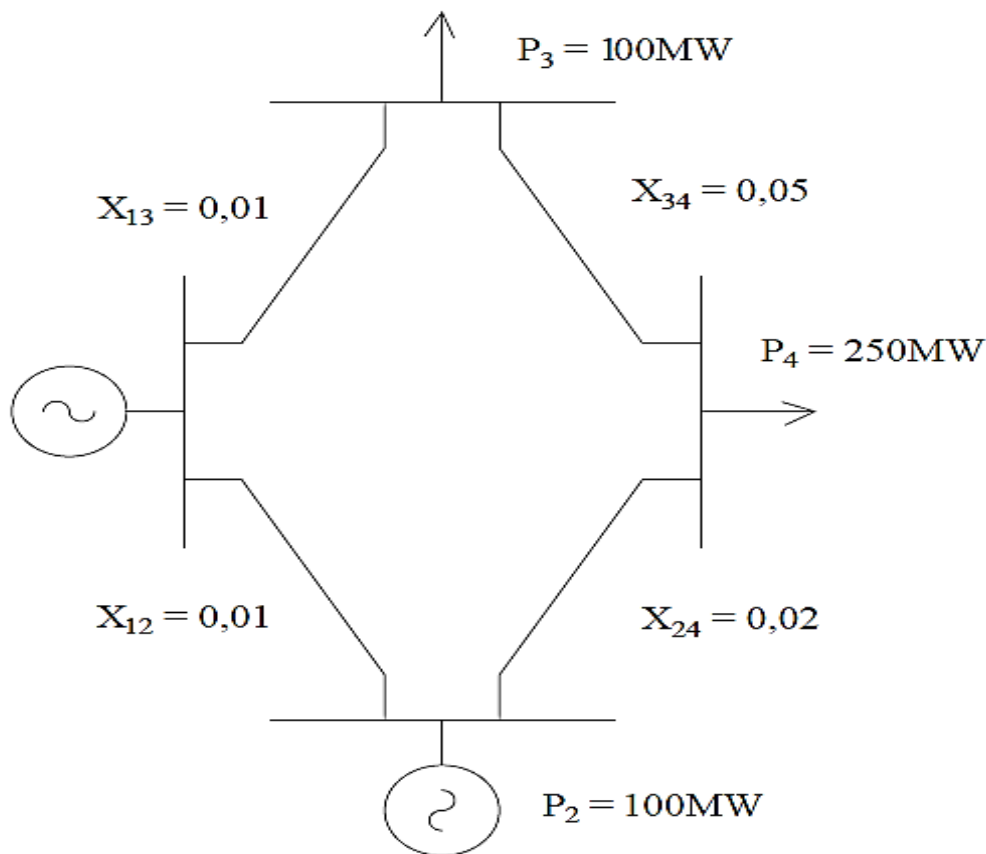 P₃ = 100MW
X₁₃ = 0,01
X₃₄ = 0,05
P₄ = 250MW
X₁₂ = 0,01
X₂₄ = 0,02
P₂ = 100MW